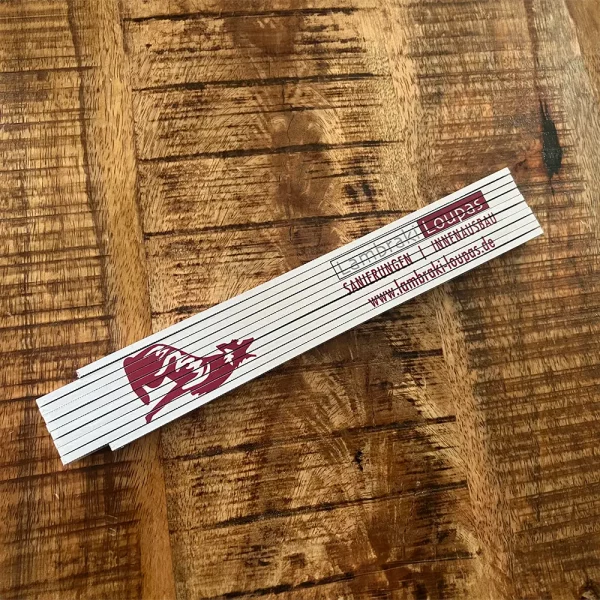 Lambraki Loupas
SANIERUNGEN | INNENAUSBAU
www.lambraki-loupas.de